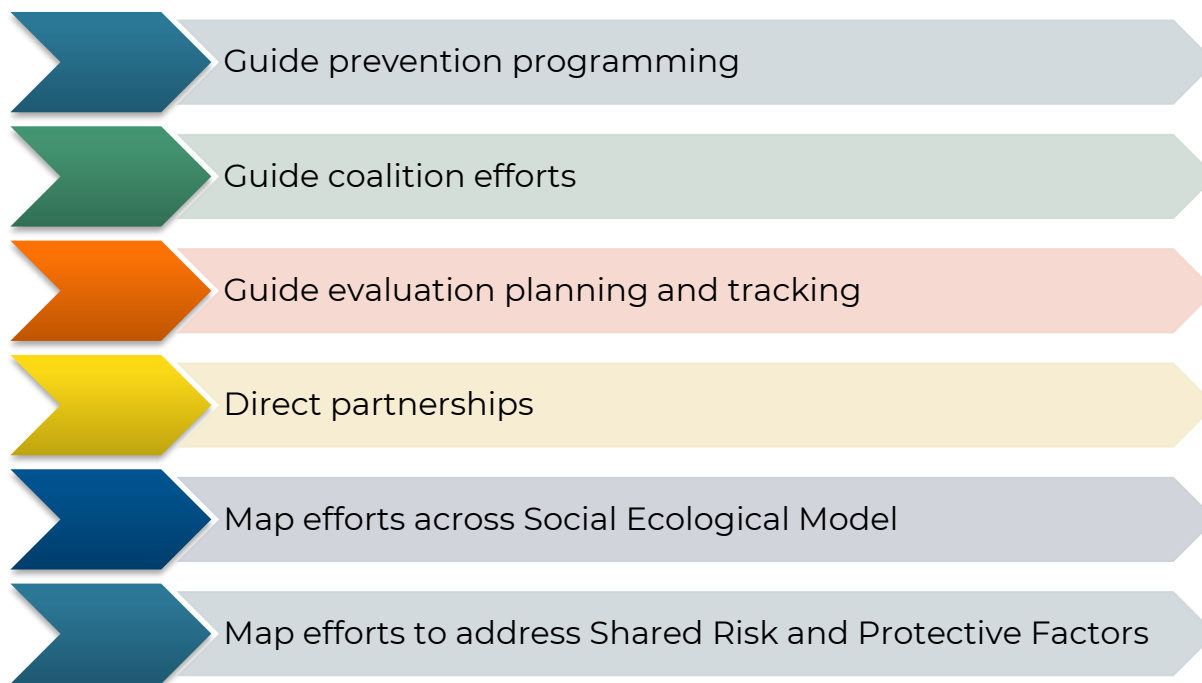 Guide prevention programming
Guide coalition efforts
Guide evaluation planning and tracking
Direct partnerships
Map efforts across Social Ecological Model
Map efforts to address Shared Risk and Protective Factors